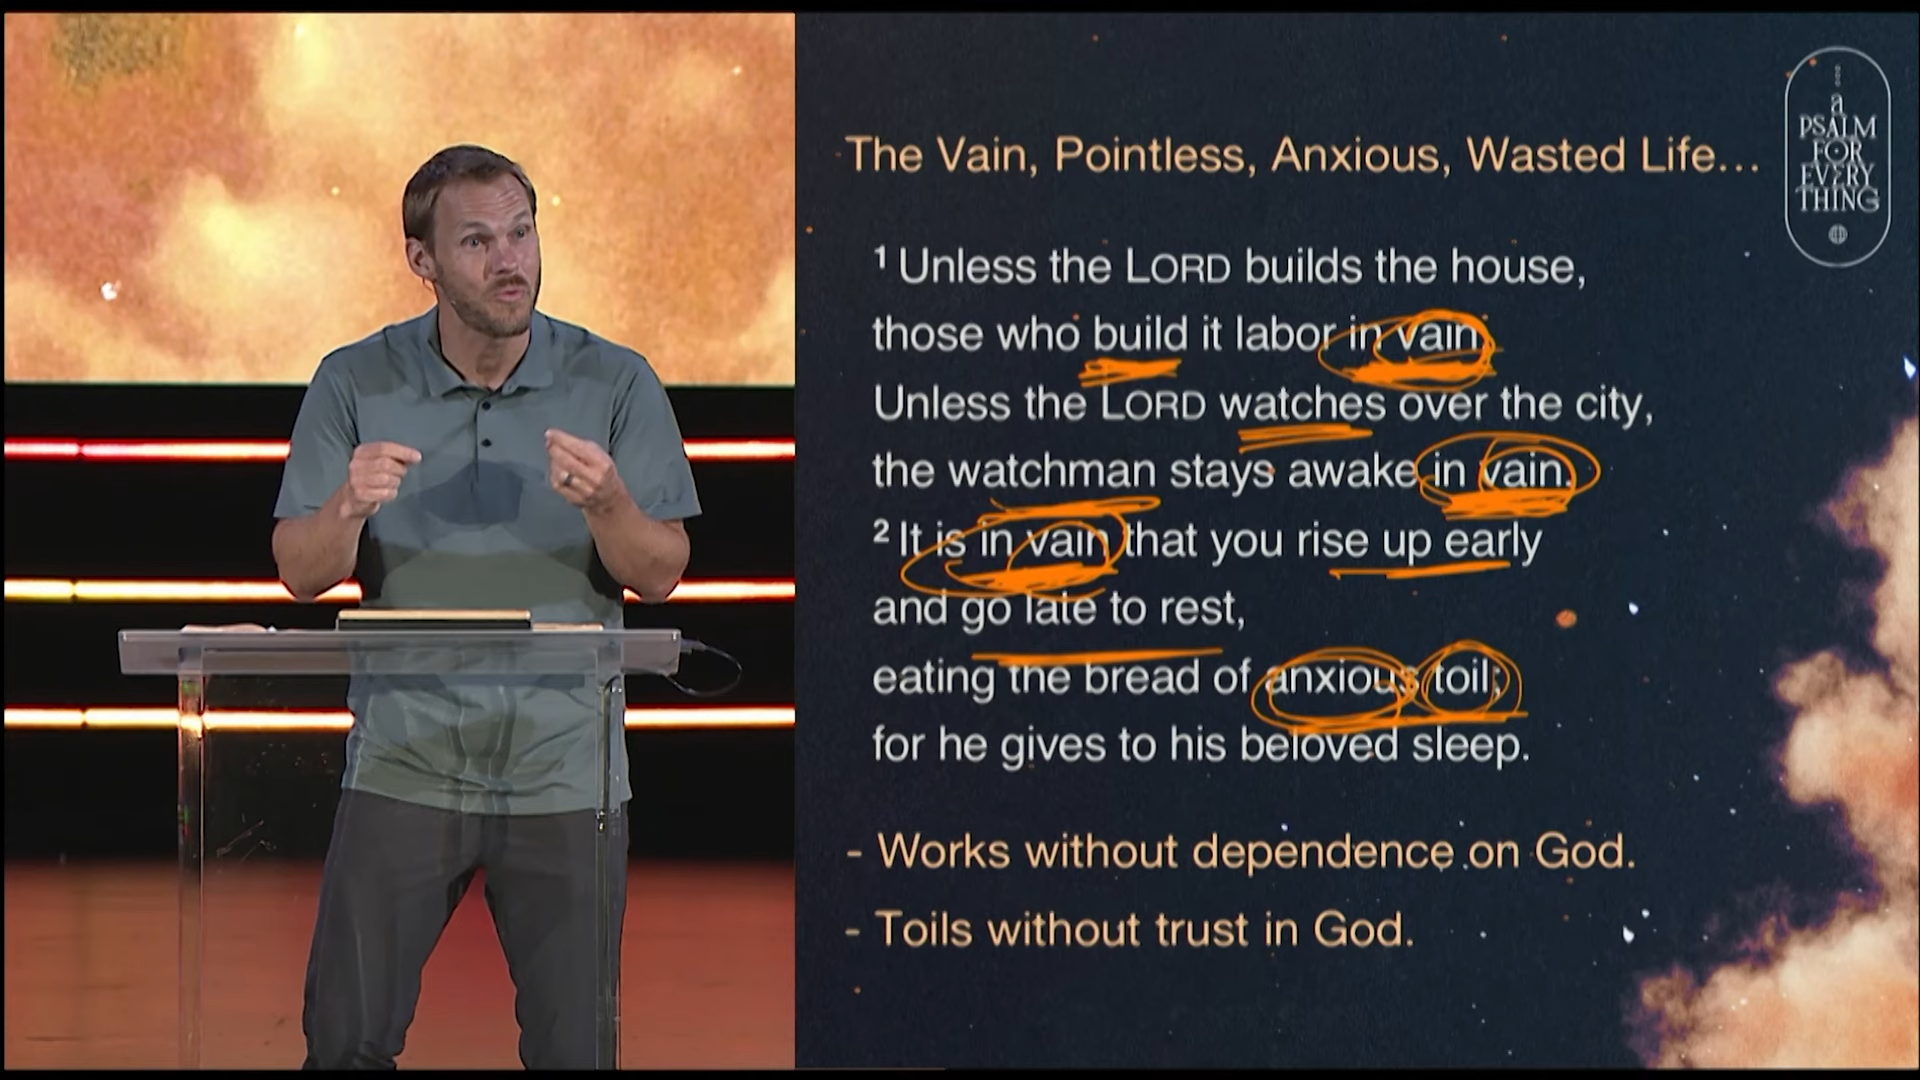 The Vain, Pointless, Anxious, Wasted Life...
a
PSALM
FOR
EVERY
THING
1 Unless the LORD builds the house,
those who build it labor in vain.
Unless the LORD watches over the city,
the watchman stays awake in vain.
2 It is in vain that you rise up early
and go late to rest,
eating the bread of anxious toil;
for he gives to his beloved sleep.
- Works without dependence on God.
- Toils without trust in God.